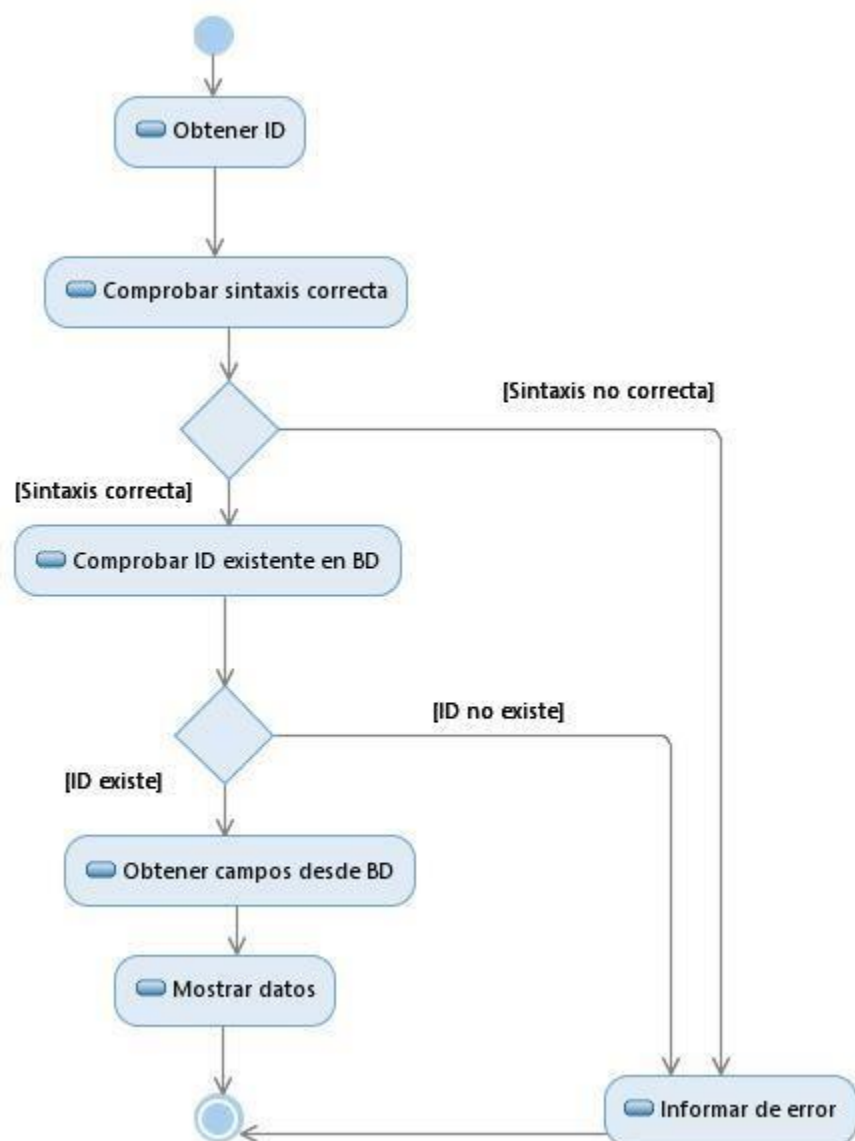 Obtener ID
Comprobar sintaxis correcta
[Sintaxis no correcta]
[Sintaxis correcta]
Comprobar ID existente en BD
[ID no existe]
[ID existe]
Obtener campos desde BD
Mostrar datos
Informar de error